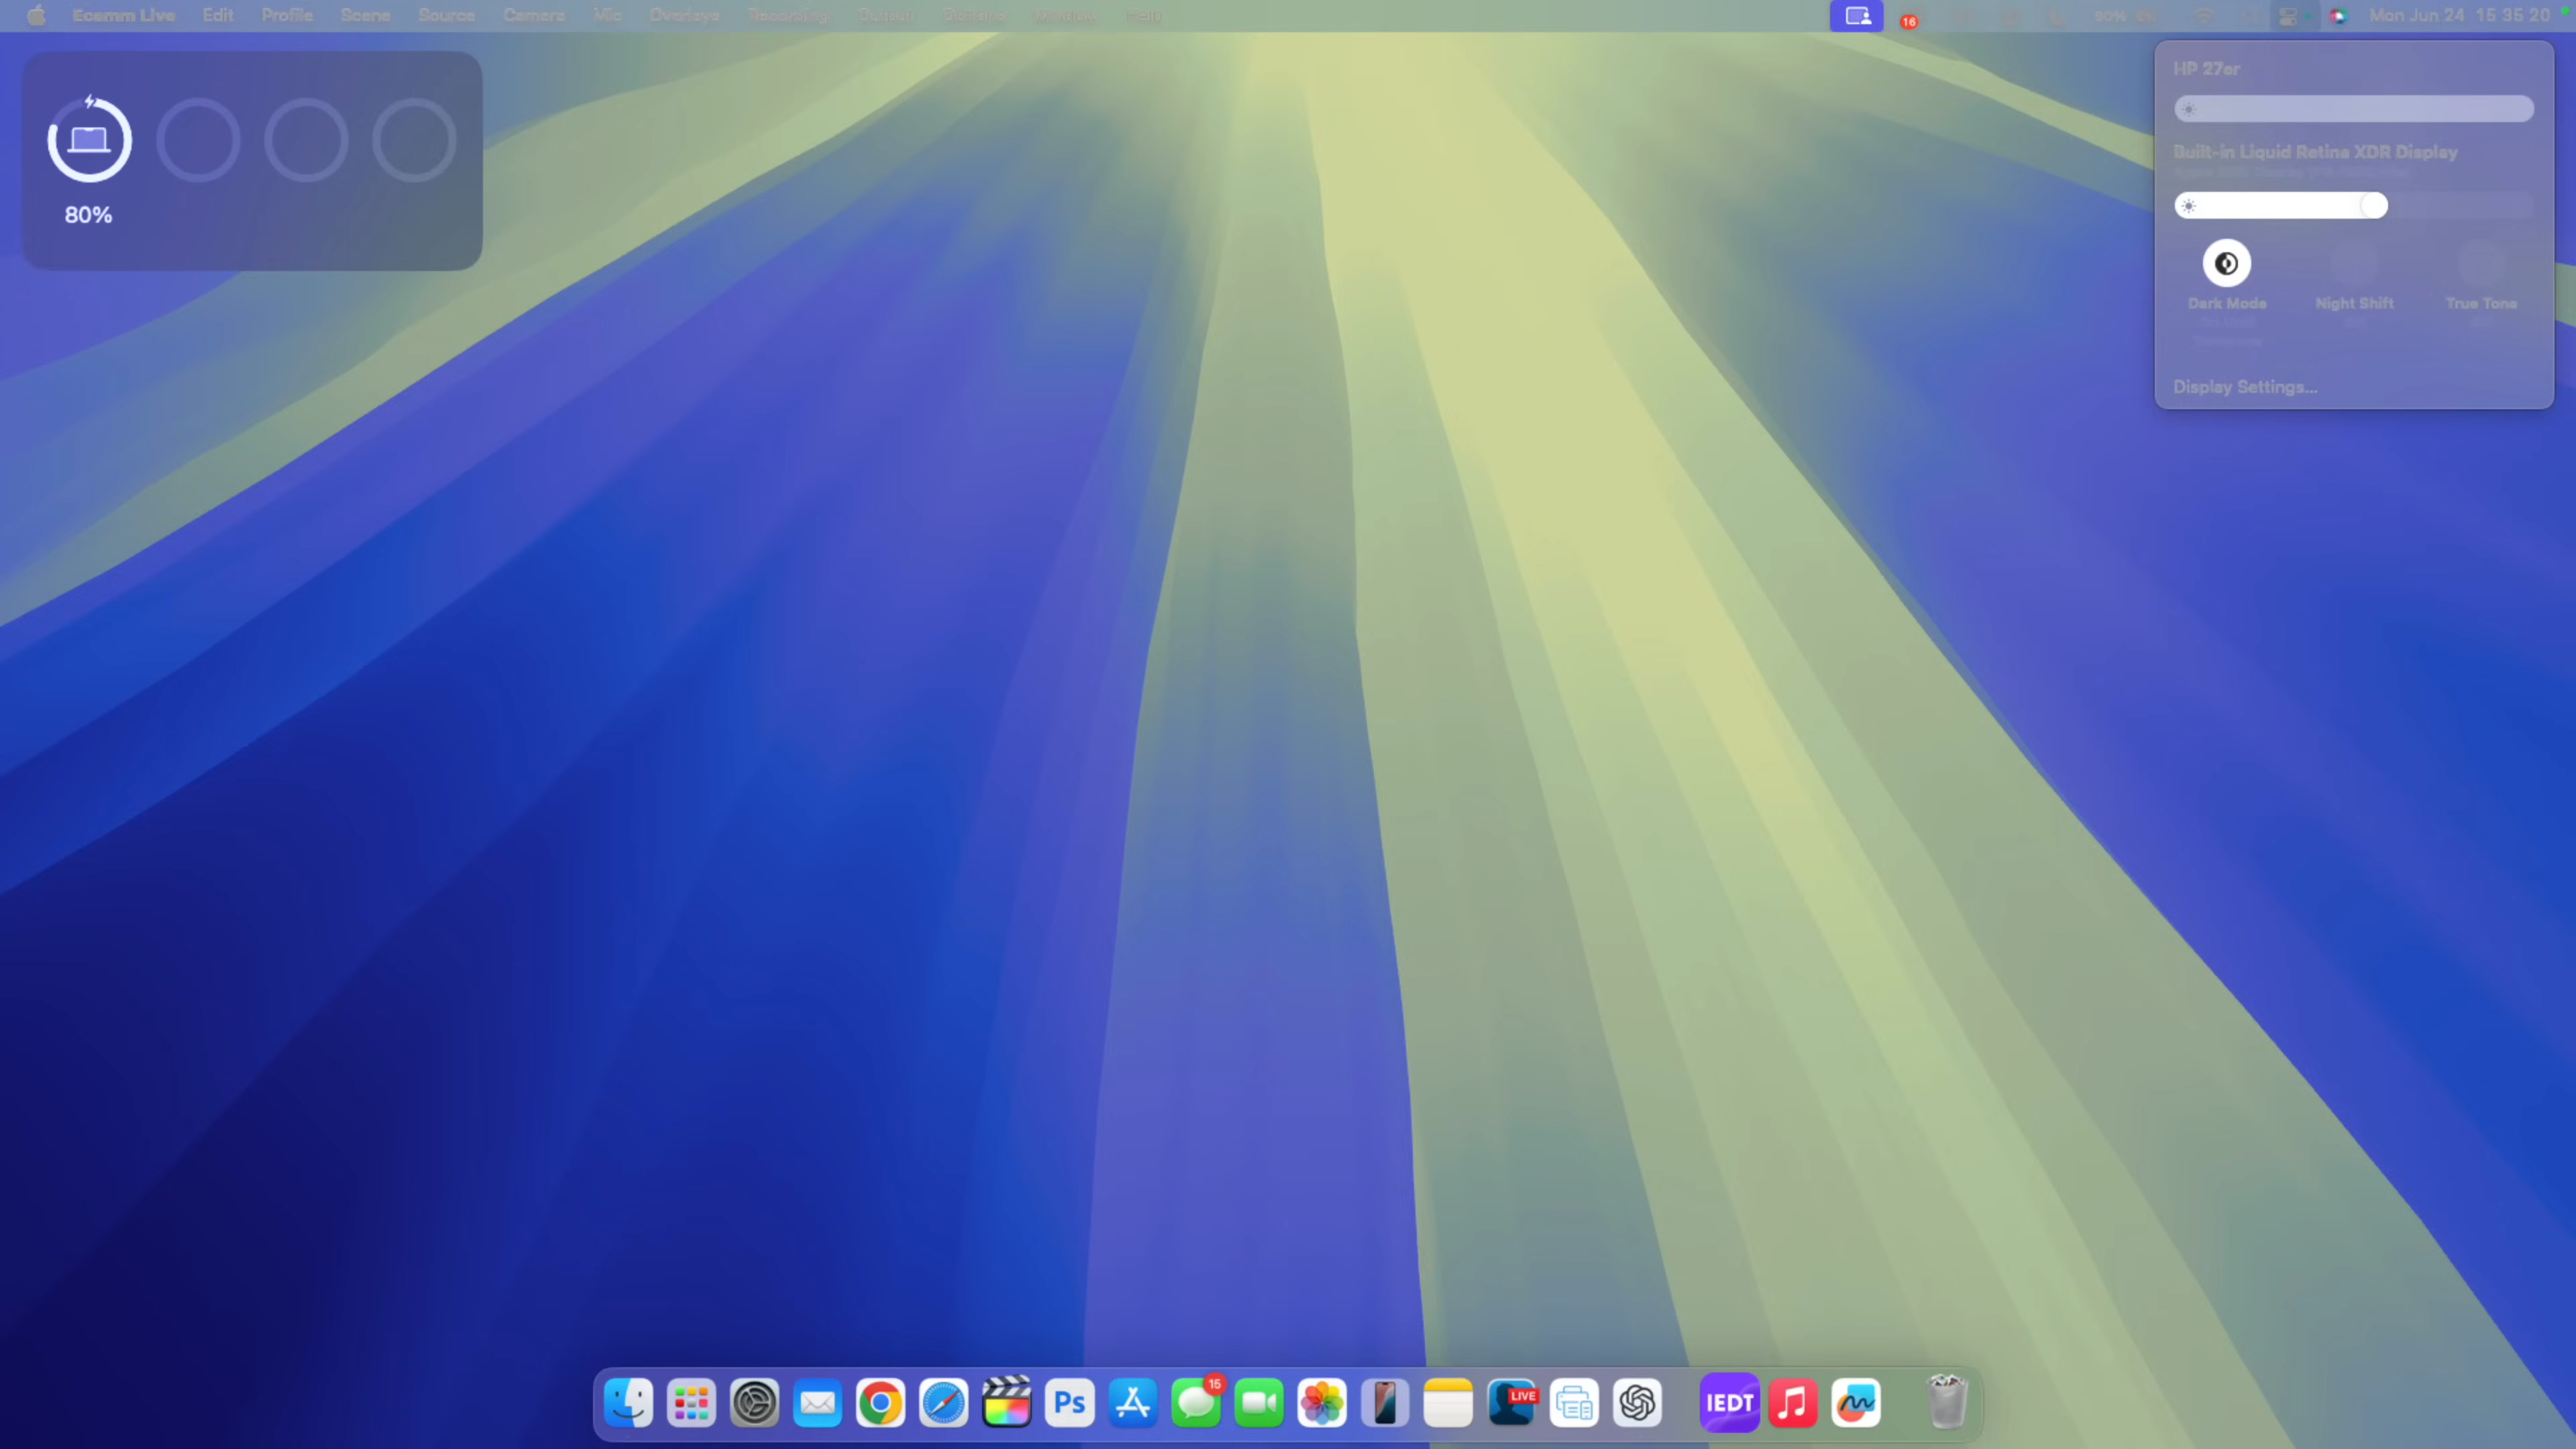 Ecamm Live Edit Profile Scene Source Camera Mic Overlays Recording Output Window Help 16 80% Mon Jun 24 15 35 20
80%
HP 27er
Built-in Liquid Retina XDR Display
Dark Mode Night Shift True Tone
Display Settings...
Ps 15 LIVE IEDT